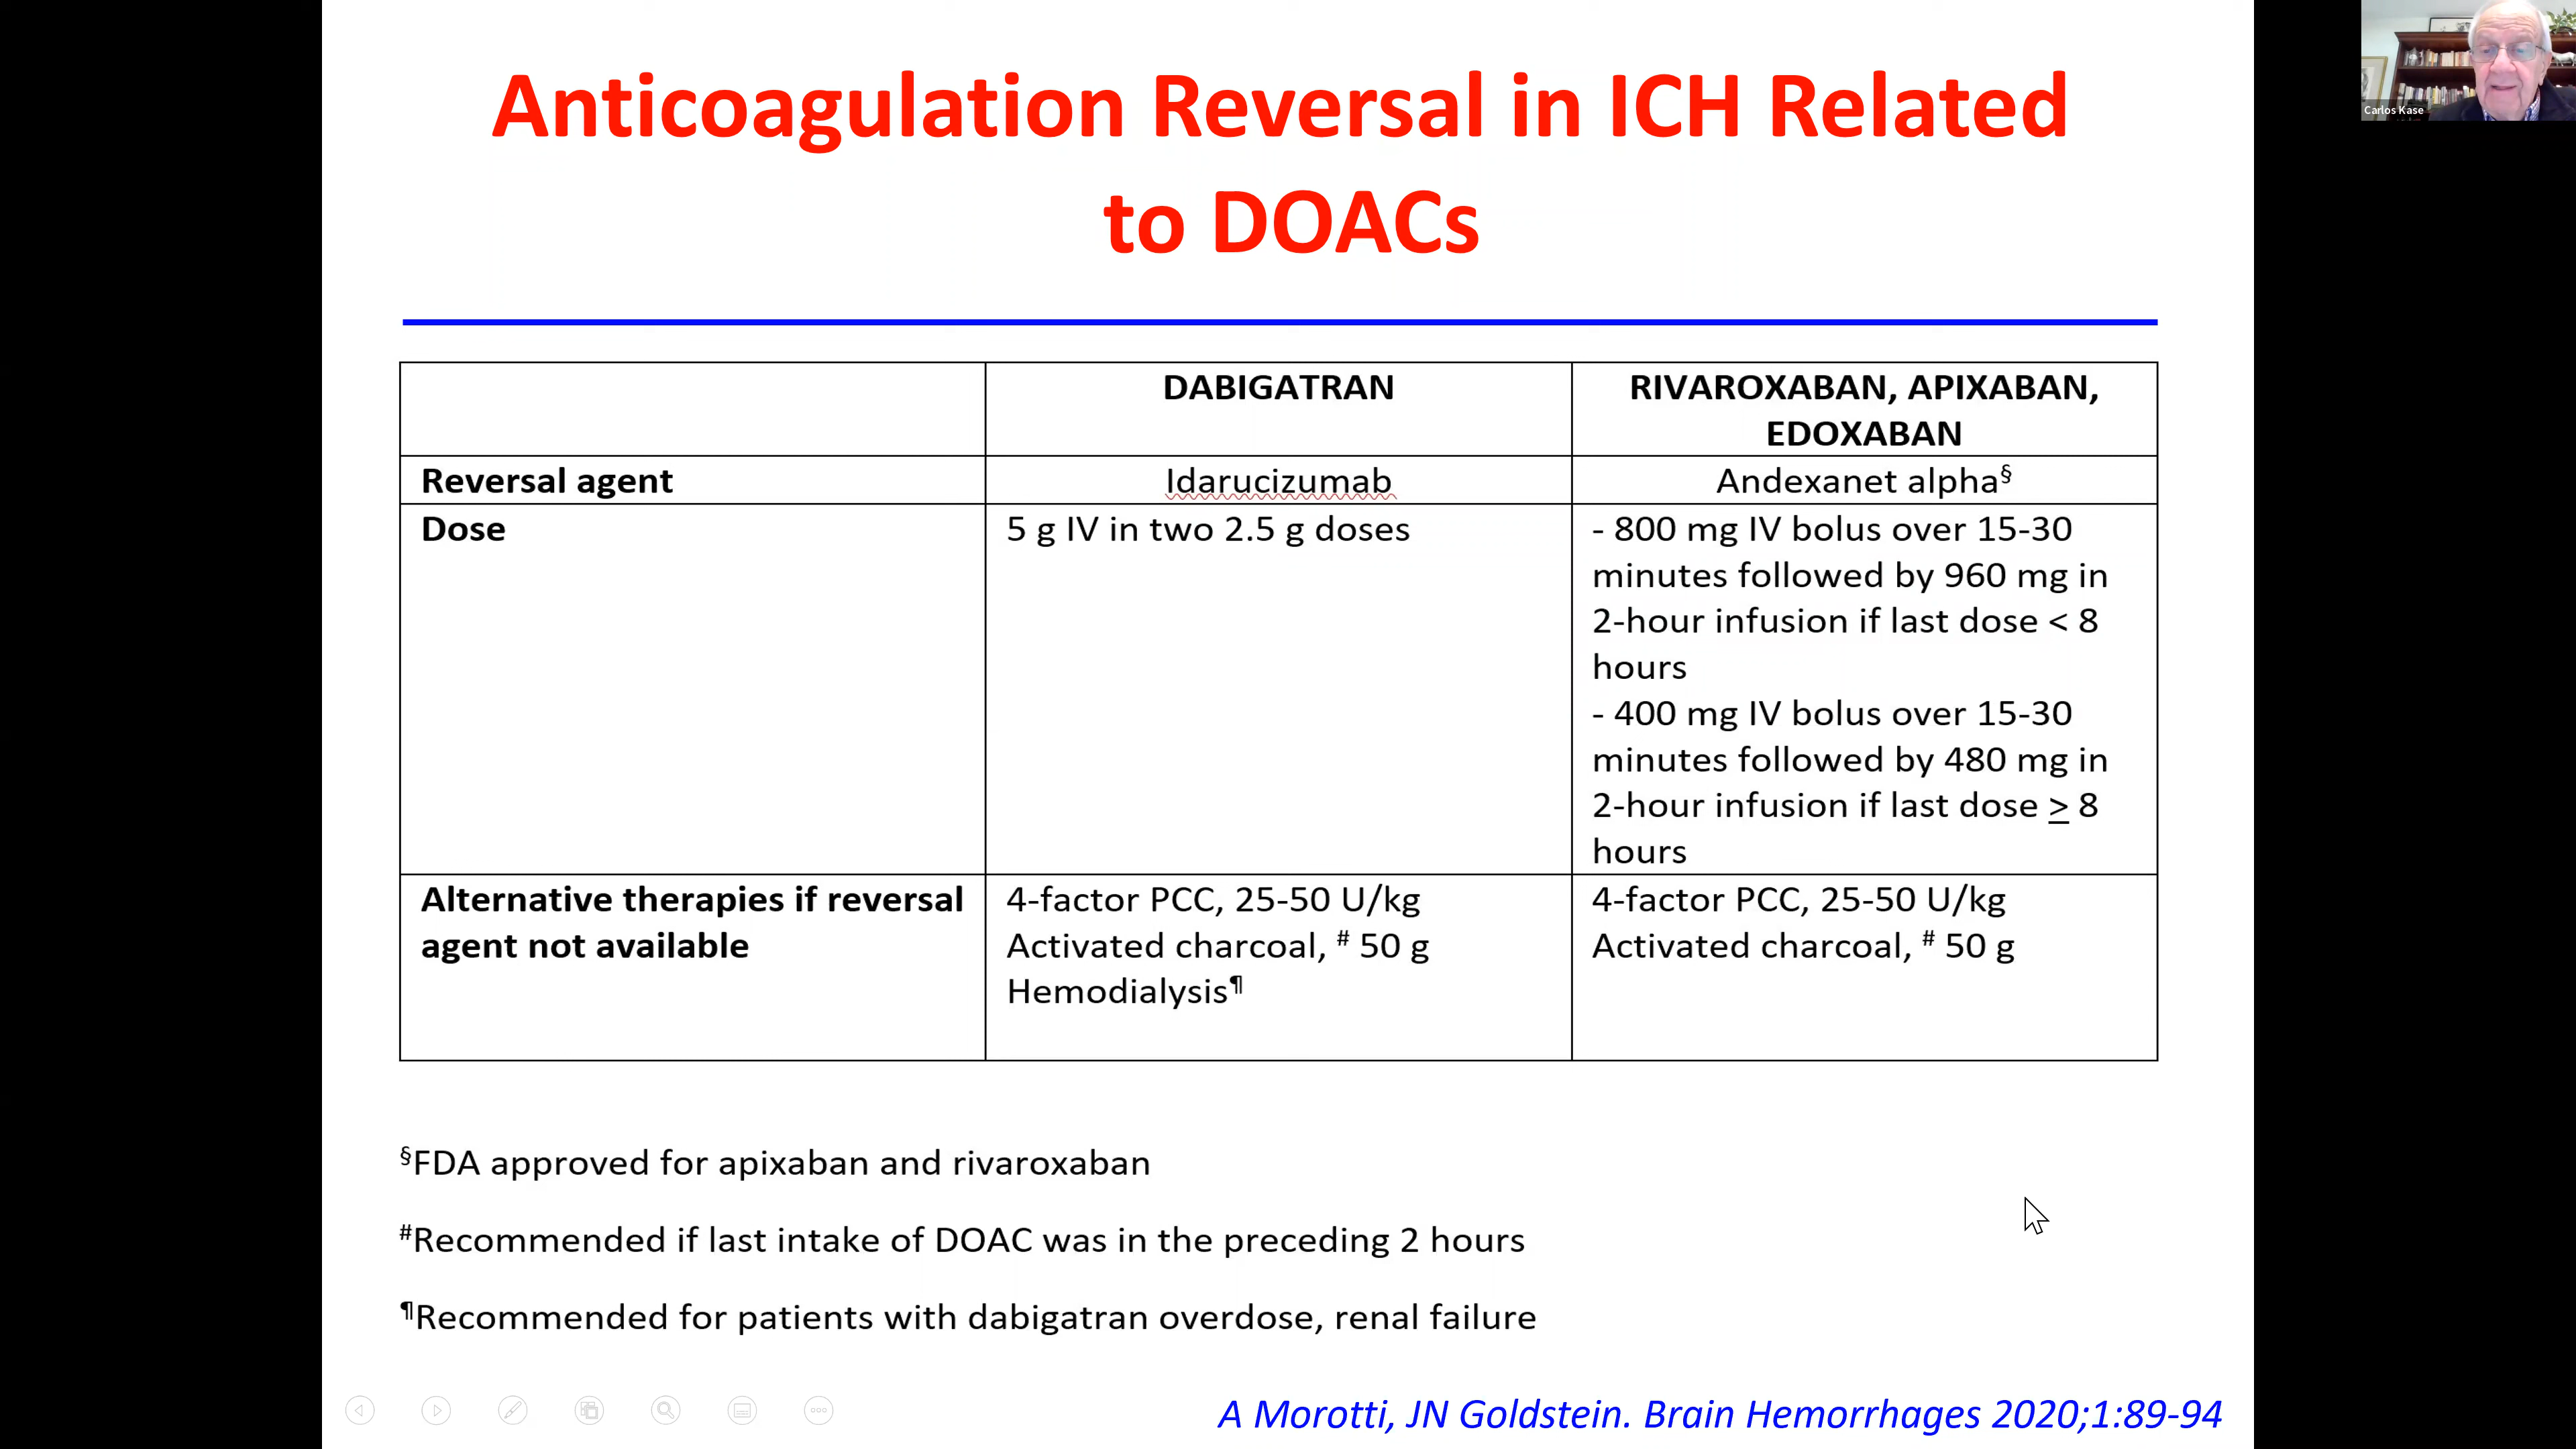 Anticoagulation Reversal in ICH Related
to DOACs
Carlos Kase
DABIGATRAN
RIVAROXABAN, APIXABAN,
EDOXABAN
Reversal agent
Idarucizumab
Andexanet alpha§
Dose
5 g IV in two 2.5 g doses
- 800 mg IV bolus over 15-30
minutes followed by 960 mg in
2-hour infusion if last dose < 8
hours
- 400 mg IV bolus over 15-30
minutes followed by 480 mg in
2-hour infusion if last dose ≥ 8
hours
Alternative therapies if reversal
agent not available
4-factor PCC, 25-50 U/kg
Activated charcoal, # 50 g
Hemodialysis¶
4-factor PCC, 25-50 U/kg
Activated charcoal, # 50 g
§FDA approved for apixaban and rivaroxaban
#Recommended if last intake of DOAC was in the preceding 2 hours
¶Recommended for patients with dabigatran overdose, renal failure
A Morotti, JN Goldstein. Brain Hemorrhages 2020;1:89-94